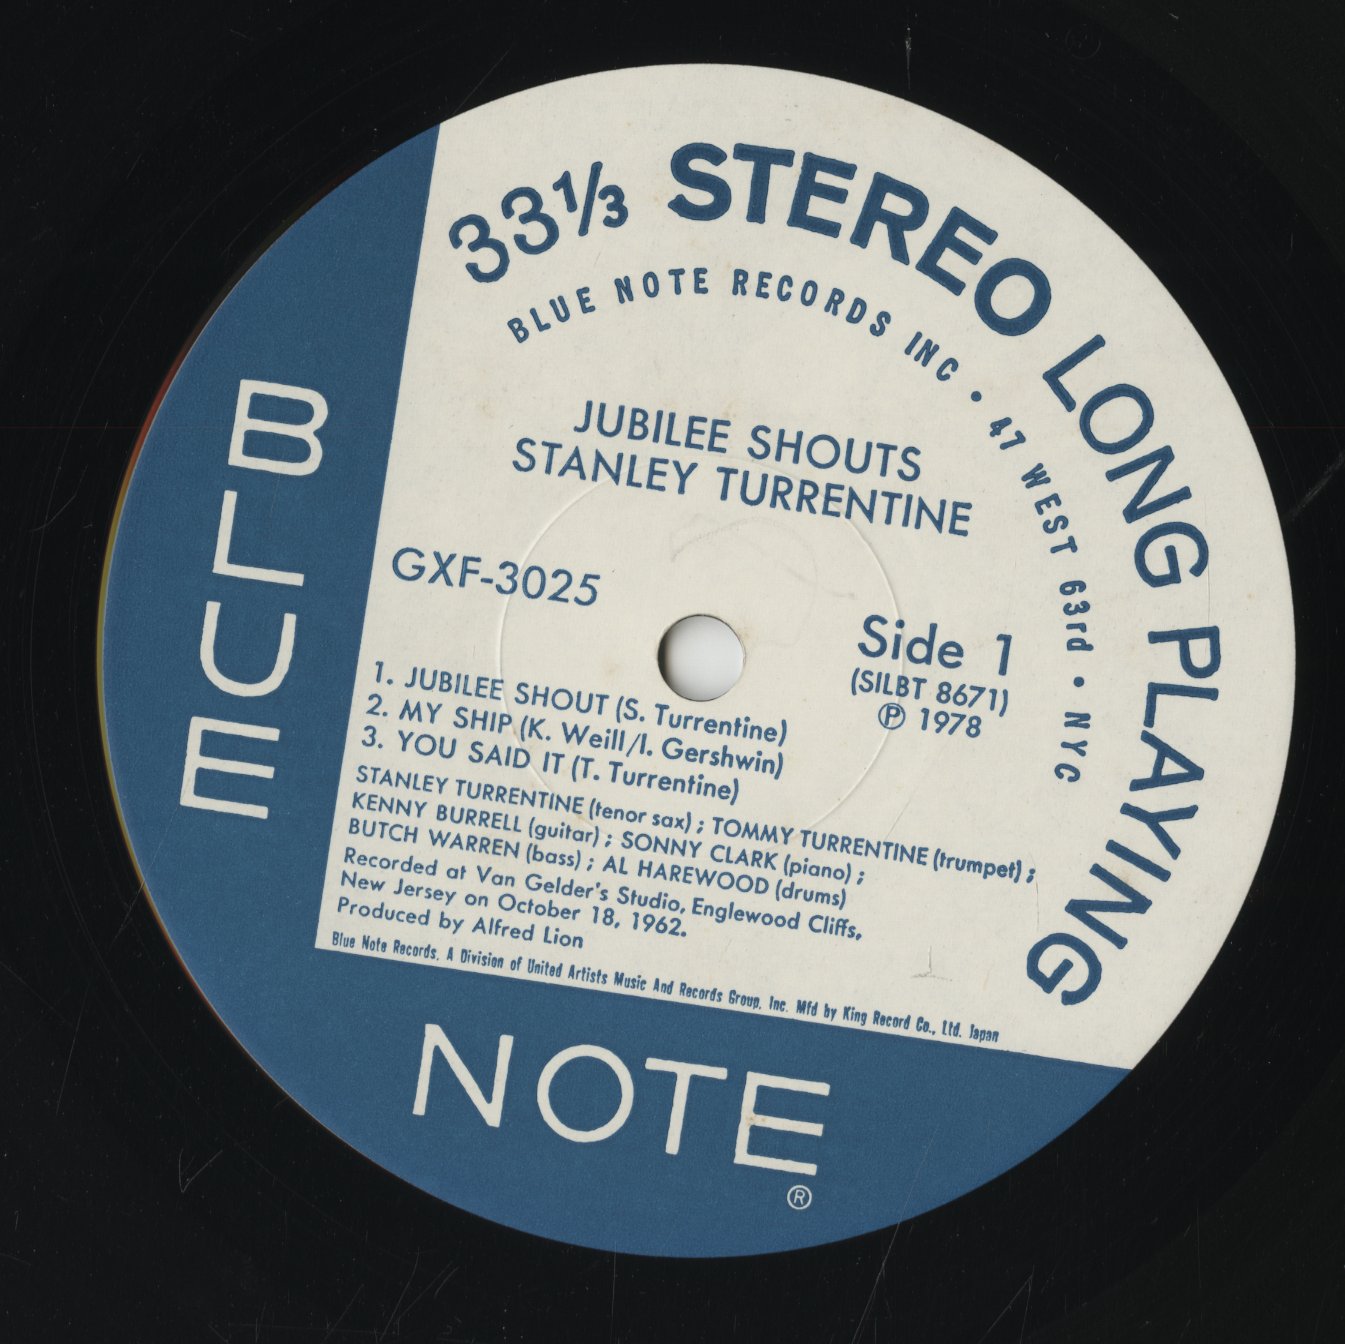 33⅓ STEREO LONG PLAYING
BLUE NOTE RECORDS INC • 47 WEST 63rd • NYC
JUBILEE SHOUTS
STANLEY TURRENTINE
GXF-3025
Side 1
(SILBT 8671)
Ⓟ 1978
1. JUBILEE SHOUT (S. Turrentine)
2. MY SHIP (K. Weill/I. Gershwin)
3. YOU SAID IT (T. Turrentine)
STANLEY TURRENTINE (tenor sax) ; TOMMY TURRENTINE (trumpet) ;
KENNY BURRELL (guitar) ; SONNY CLARK (piano) ;
BUTCH WARREN (bass) ; AL HAREWOOD (drums)
Recorded at Van Gelder's Studio, Englewood Cliffs,
New Jersey on October 18, 1962.
Produced by Alfred Lion
Blue Note Records, A Division of United Artists Music And Records Group, Inc. Mfd by King Record Co., Ltd. Japan
BLUE
NOTE
®